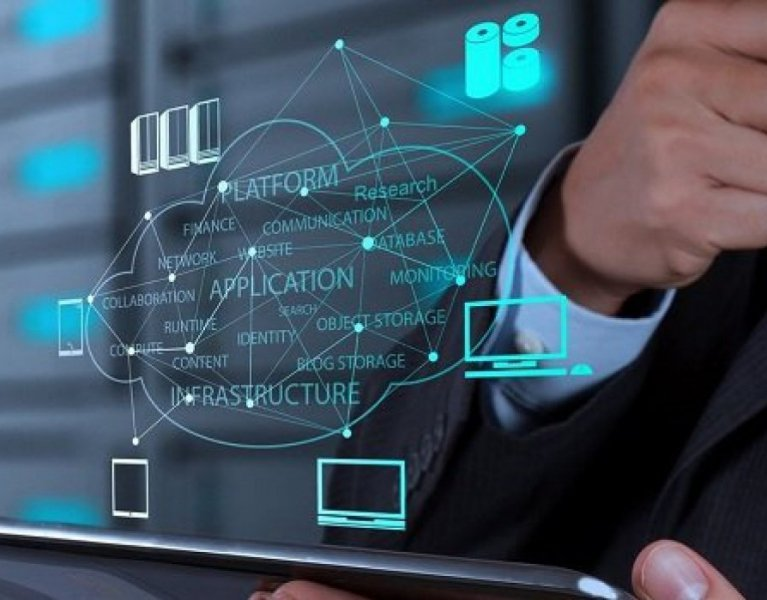 PLATFORM
Research
FINANCE
COMMUNICATION
NETWORK
WEBSITE
DATABASE
APPLICATION
MONITORING
COLLABORATION
SEARCH
RUNTIME
OBJECT STORAGE
IDENTITY
COMPUTE
CONTENT
BLOG STORAGE
INFRASTRUCTURE